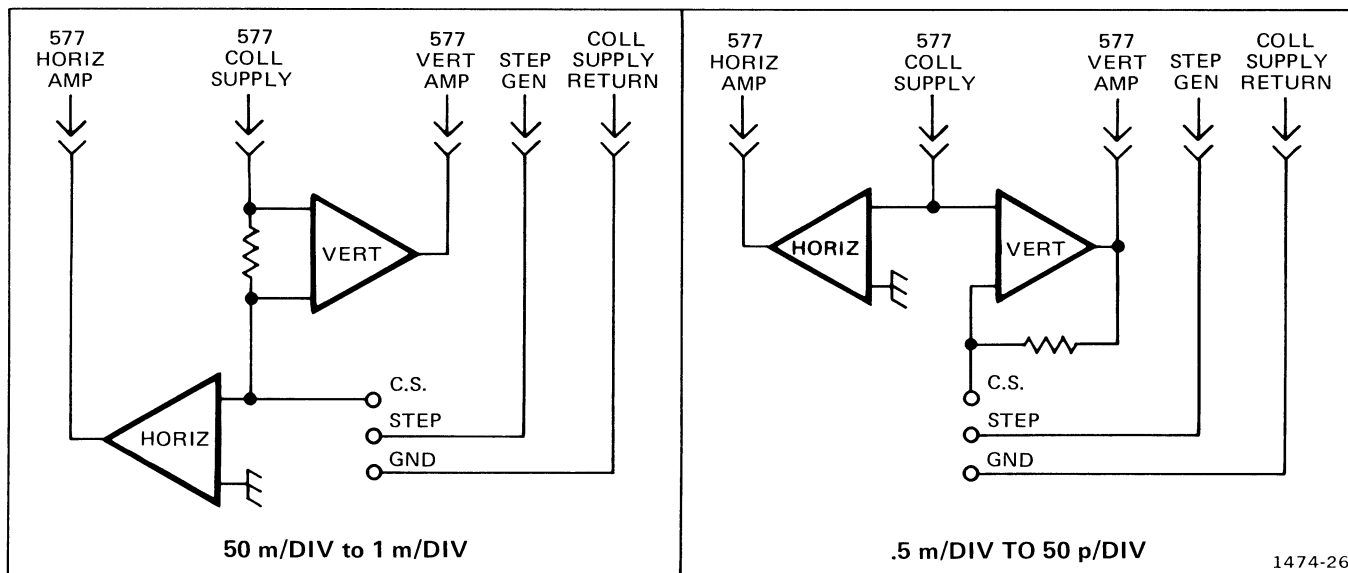 577
HORIZ
AMP
577
COLL
SUPPLY
577
VERT
AMP
STEP
GEN
COLL
SUPPLY
RETURN
VERT
HORIZ
C.S.
STEP
GND
50 m/DIV to 1 m/DIV
577
HORIZ
AMP
577
COLL
SUPPLY
577
VERT
AMP
STEP
GEN
COLL
SUPPLY
RETURN
HORIZ
VERT
C.S.
STEP
GND
.5 m/DIV TO 50 p/DIV
1474-26